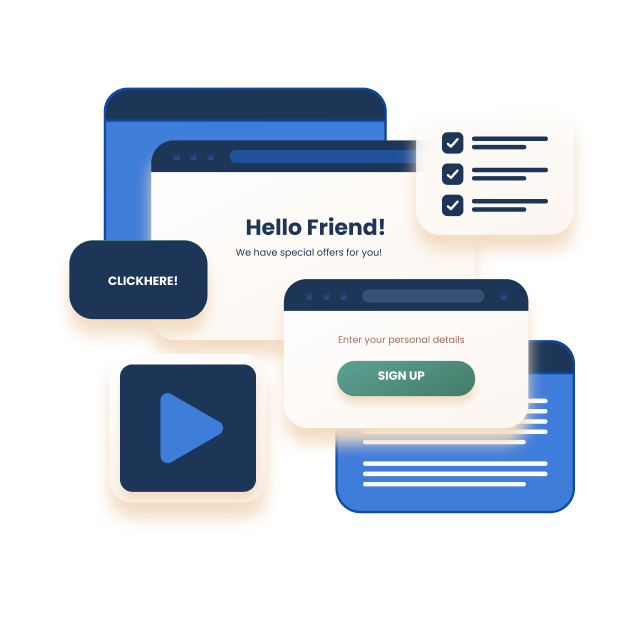 Hello Friend!
We have special offers for you!
CLICKHERE!
Enter your personal details
SIGN UP